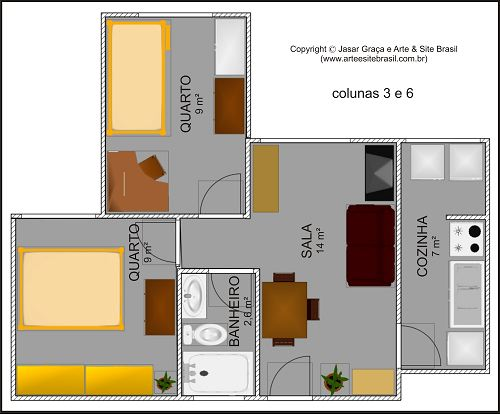 Copyright © Jasar Graça e Arte & Site Brasil
(www.arteesitebrasil.com.br)
colunas 3 e 6
QUARTO
9 m²
QUARTO
9 m²
BANHEIRO
2,6 m²
SALA
14 m²
COZINHA
7 m²